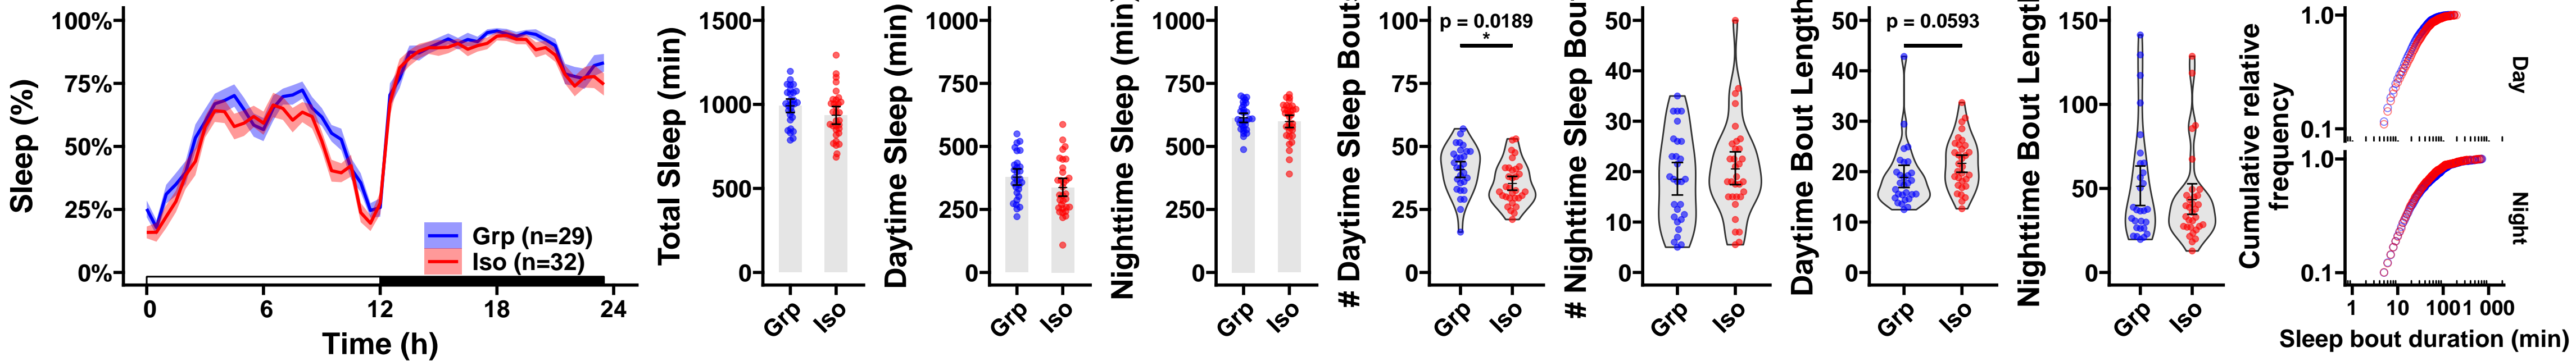 Sleep (%)
100%
75%
50%
25%
0%
Grp (n=29)
Iso (n=32)
0 6 12 18 24
Time (h)
Total Sleep (min)
1500
1000
500
0
Grp Iso
Daytime Sleep (min)
1000
750
500
250
0
Grp Iso
Nighttime Sleep (min)
1000
750
500
250
0
Grp Iso
# Daytime Sleep Bouts
100
75
50
25
0
p = 0.0189
*
Grp Iso
# Nighttime Sleep Bou
50
40
30
20
10
0
Grp Iso
Daytime Bout Length
50
40
30
20
10
0
p = 0.0593
Grp Iso
Nighttime Bout Lengt
150
100
50
0
Grp Iso
Cumulative relative
frequency
1.0
0.1
Day
1.0
0.1
Night
1 10 100 1 000
Sleep bout duration (min)